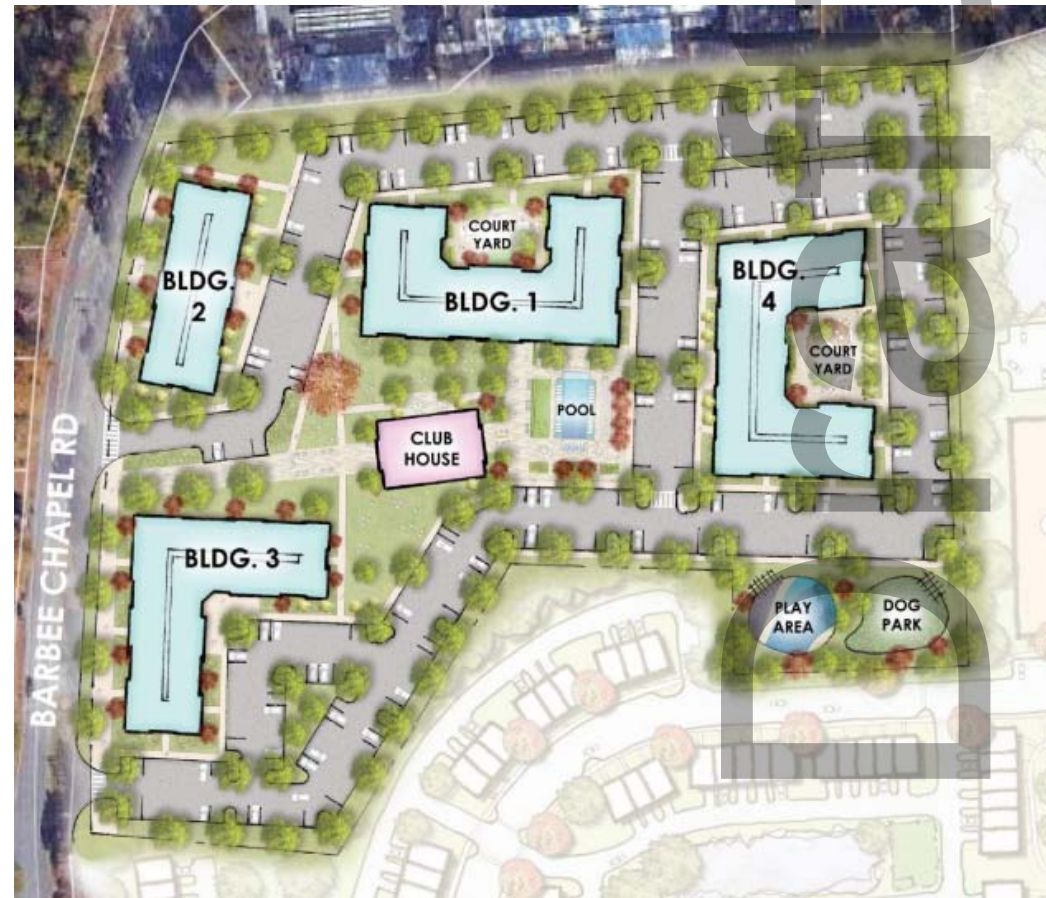 COURT
YARD
BLDG.
2
BLDG. 1
BLDG.
4
COURT
YARD
POOL
CLUB
HOUSE
BLDG. 3
PLAY
AREA
DOG
PARK
BARBEE CHAPEL RD
Draft